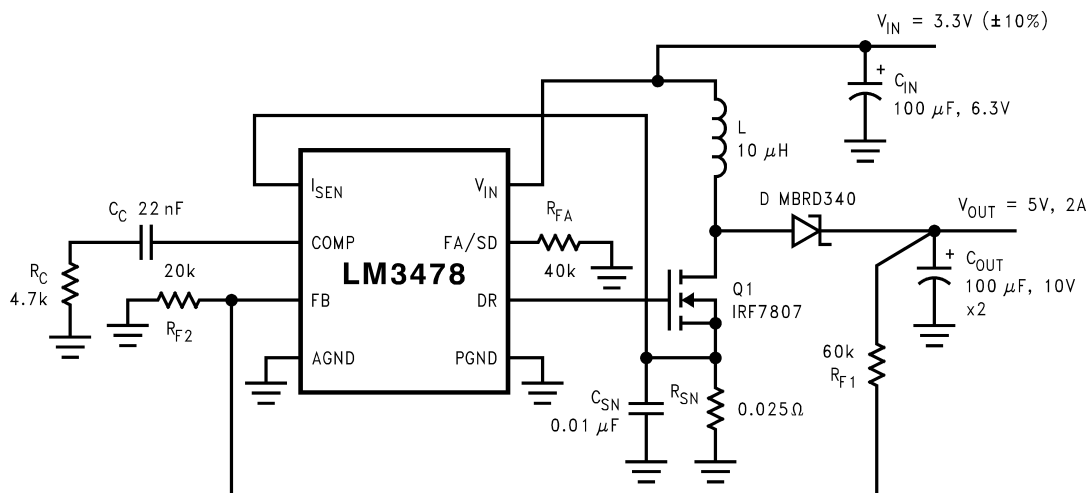 V_IN = 3.3V (±10%)
+
C_IN
100 μF, 6.3V
L
10 μH
I_SEN
V_IN
C_C 22 nF
COMP
FA/SD
R_FA
40k
LM3478
R_C
4.7k
20k
R_F2
FB
DR
AGND
PGND
D MBRD340
V_OUT = 5V, 2A
+
C_OUT
100 μF, 10V
x2
Q1
IRF7807
60k
R_F1
C_SN
0.01 μF
R_SN
0.025Ω